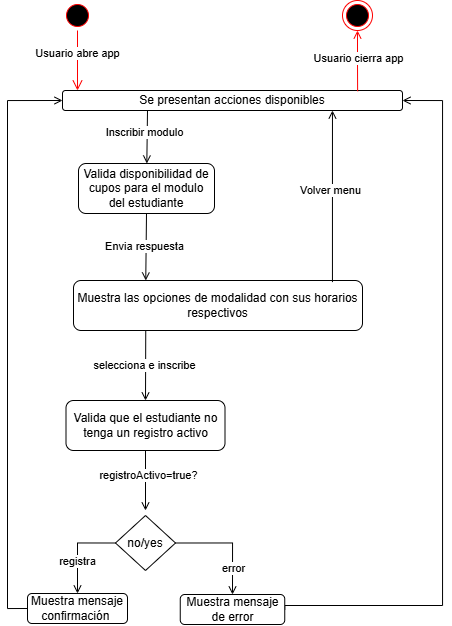 Usuario abre app
Usuario cierra app
Se presentan acciones disponibles
Inscribir modulo
Valida disponibilidad de
cupos para el modulo
del estudiante
Volver menu
Envia respuesta
Muestra las opciones de modalidad con sus horarios
respectivos
selecciona e inscribe
Valida que el estudiante no
tenga un registro activo
registroActivo=true?
no/yes
registra
error
Muestra mensaje
confirmación
Muestra mensaje
de error